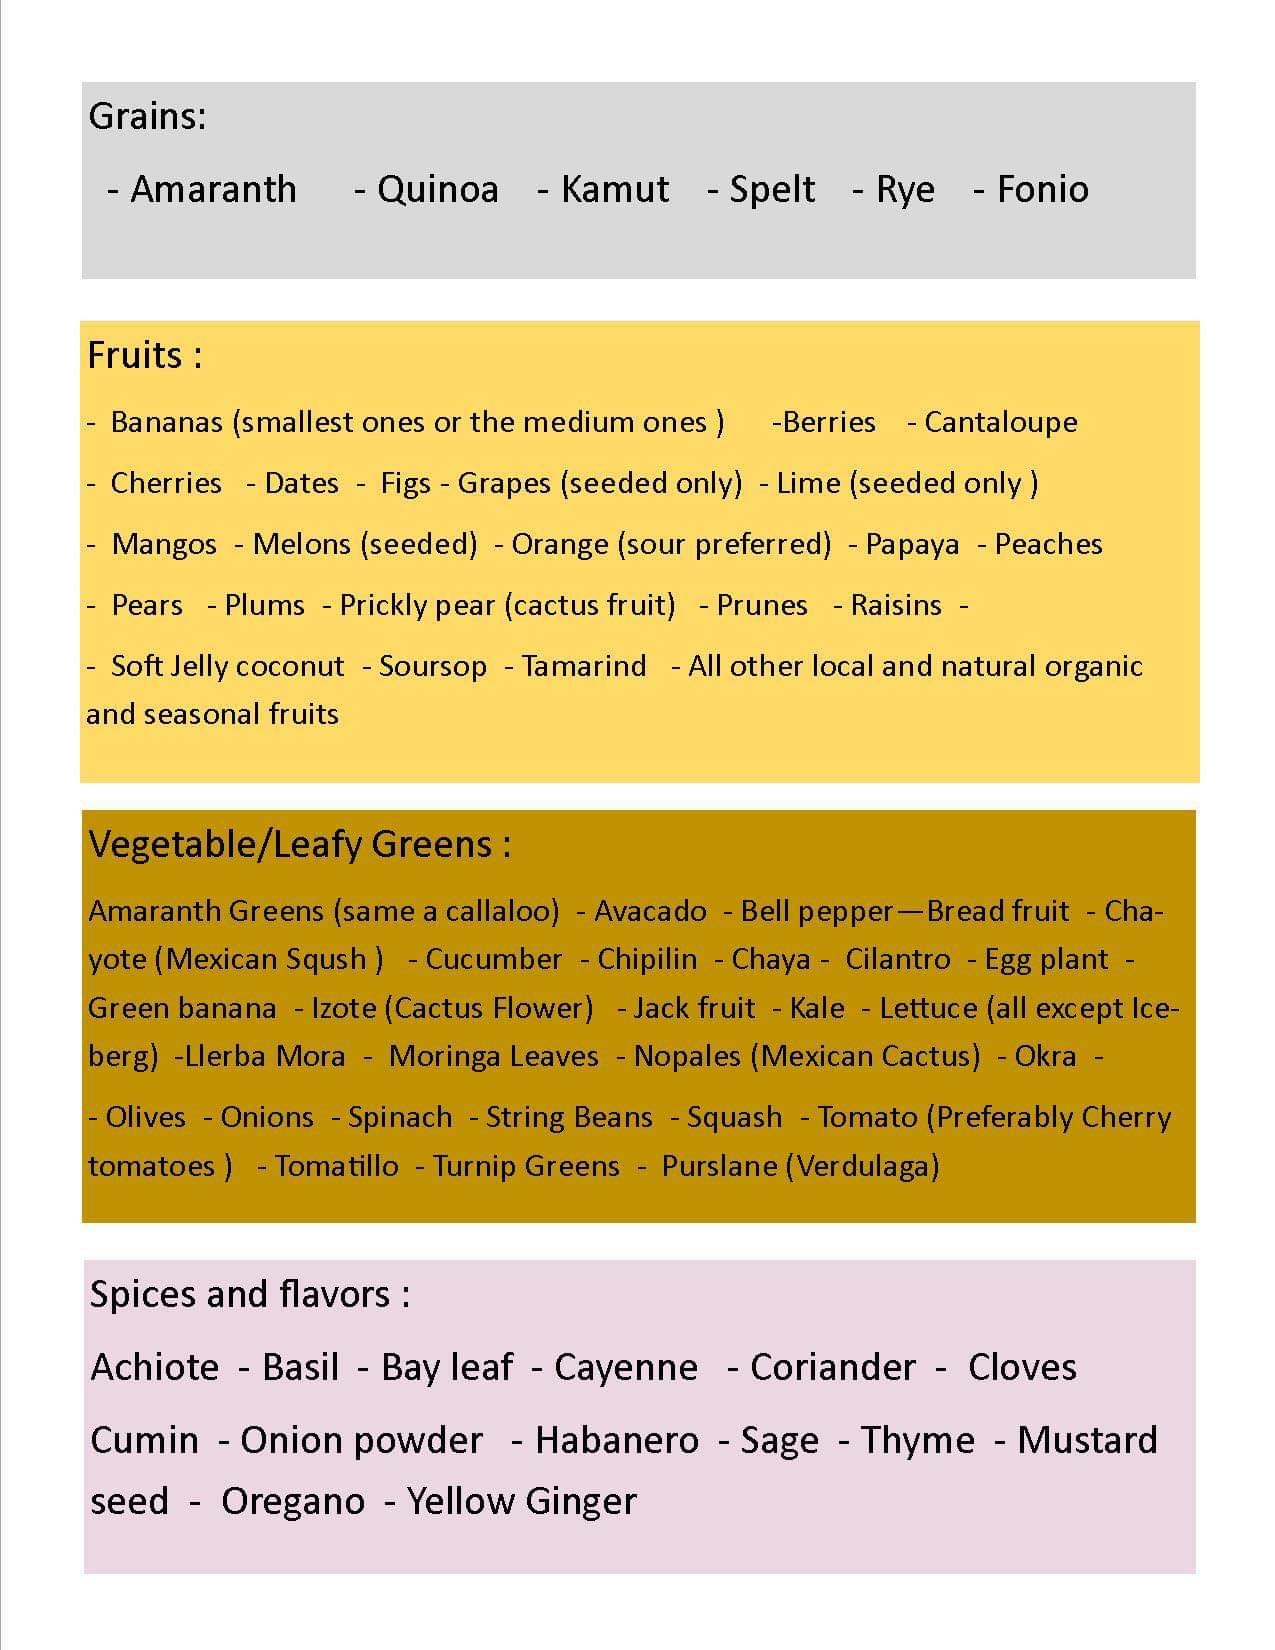 Grains:
- Amaranth - Quinoa - Kamut - Spelt - Rye - Fonio
Fruits :
- Bananas (smallest ones or the medium ones ) -Berries - Cantaloupe
- Cherries - Dates - Figs - Grapes (seeded only) - Lime (seeded only )
- Mangos - Melons (seeded) - Orange (sour preferred) - Papaya - Peaches
- Pears - Plums - Prickly pear (cactus fruit) - Prunes - Raisins -
- Soft Jelly coconut - Soursop - Tamarind - All other local and natural organic
and seasonal fruits
Vegetable/Leafy Greens :
Amaranth Greens (same a callaloo) - Avacado - Bell pepper—Bread fruit - Cha-
yote (Mexican Sqush ) - Cucumber - Chipilin - Chaya - Cilantro - Egg plant -
Green banana - Izote (Cactus Flower) - Jack fruit - Kale - Lettuce (all except Ice-
berg) -Llerba Mora - Moringa Leaves - Nopales (Mexican Cactus) - Okra -
- Olives - Onions - Spinach - String Beans - Squash - Tomato (Preferably Cherry
tomatoes ) - Tomatillo - Turnip Greens - Purslane (Verdulaga)
Spices and flavors :
Achiote - Basil - Bay leaf - Cayenne - Coriander - Cloves
Cumin - Onion powder - Habanero - Sage - Thyme - Mustard
seed - Oregano - Yellow Ginger